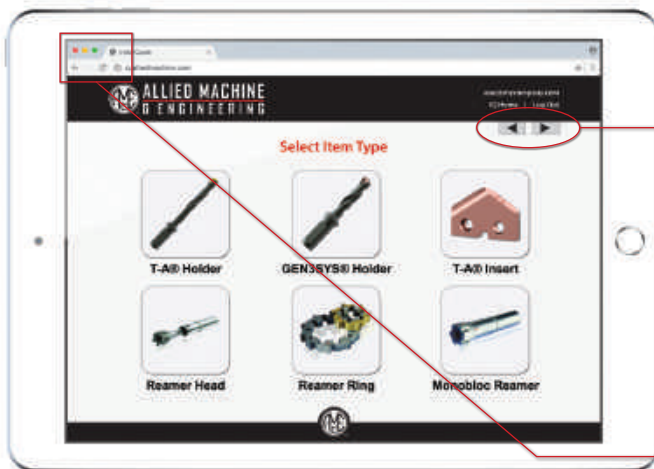 ALLIED MACHINE
& ENGINEERING
Select Item Type
T-A® Holder
GEN3SYS® Holder
T-A® Insert
Reamer Head
Reamer Ring
Monobloc Reamer